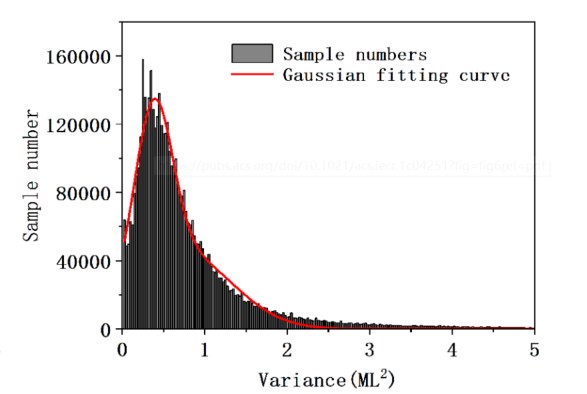 160000
120000
80000
40000
0
Sample number
Sample numbers
Gaussian fitting curve
0 1 2 3 4 5
Variance(ML²)